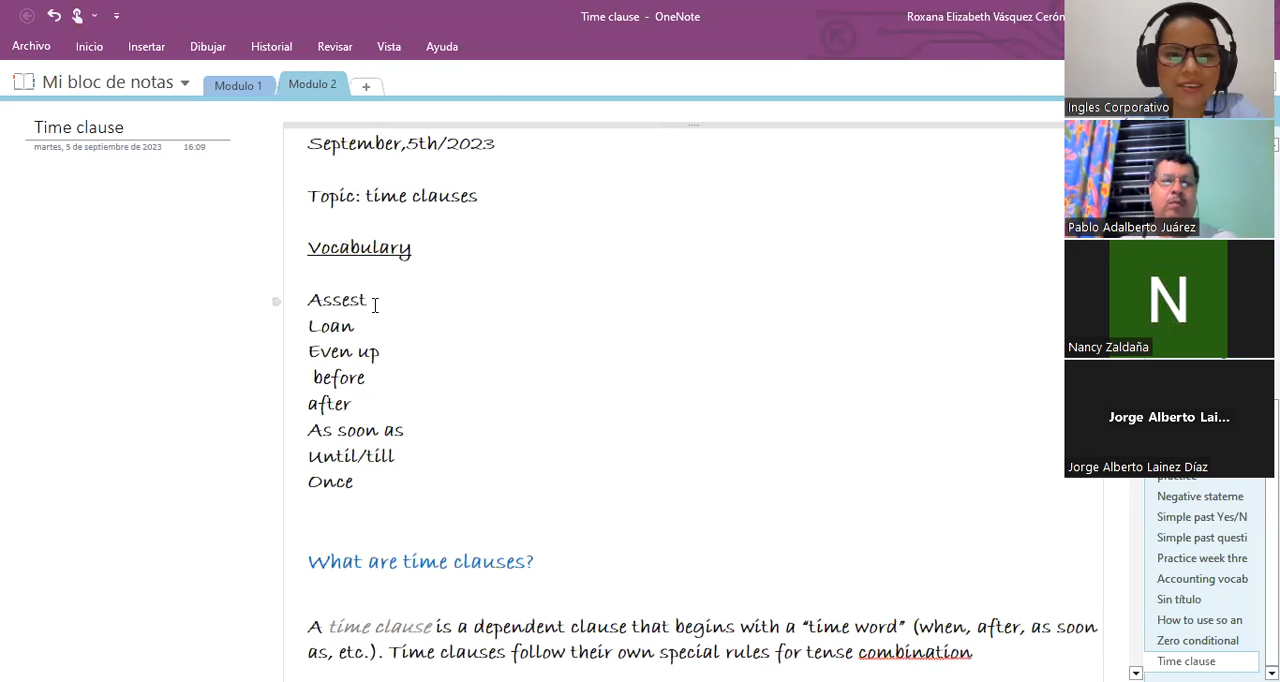 Time clause - OneNote
Roxana Elizabeth Vásquez Cerón
Archivo Inicio Insertar Dibujar Historial Revisar Vista Ayuda
Mi bloc de notas Modulo 1 Modulo 2 +
Time clause
martes, 5 de septiembre de 2023 16:09
September,5th/2023
Topic: time clauses
Vocabulary
Assest
Loan
Even up
before
after
As soon as
Until/till
Once
What are time clauses?
A time clause is a dependent clause that begins with a “time word” (when, after, as soon
as, etc.). Time clauses follow their own special rules for tense combination
Ingles Corporativo
Pablo Adalberto Juárez
N
Nancy Zaldaña
Jorge Alberto Lai...
Jorge Alberto Lainez Díaz
practice
Negative stateme
Simple past Yes/N
Simple past questi
Practice week thre
Accounting vocab
Sin título
How to use so an
Zero conditional
Time clause